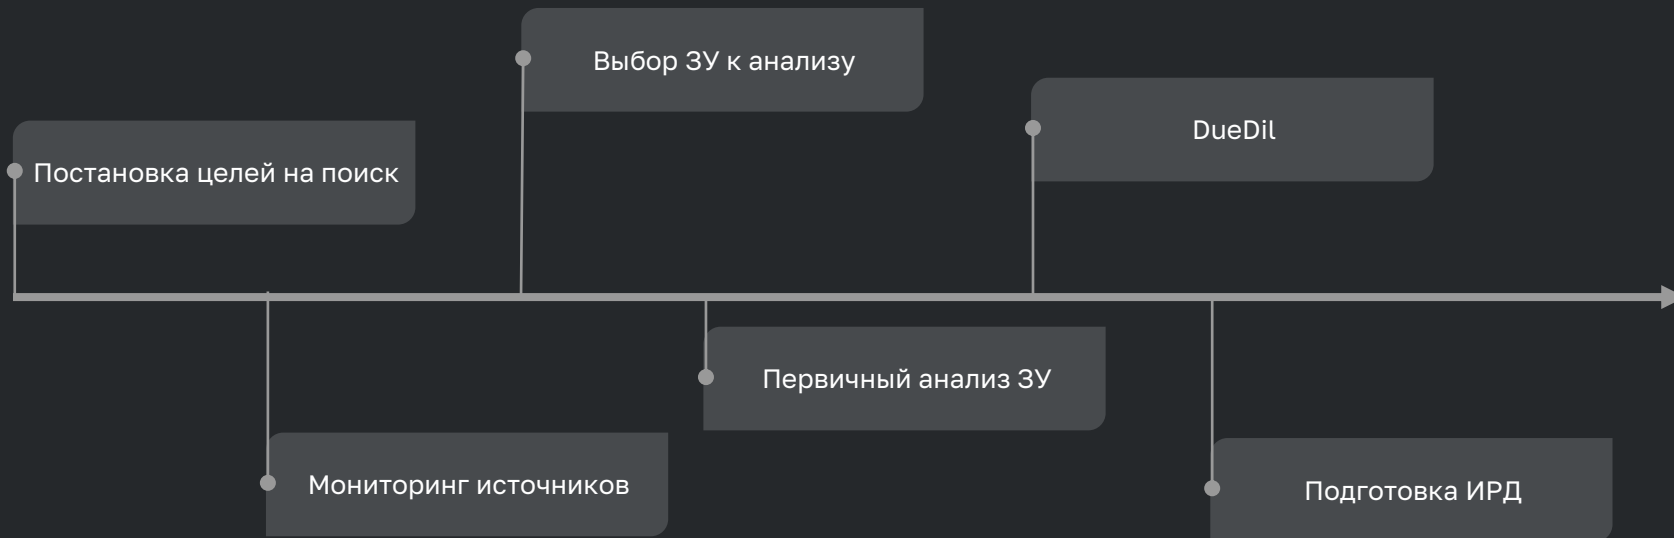 Выбор ЗУ к анализу
DueDil
Постановка целей на поиск
Первичный анализ ЗУ
Мониторинг источников
Подготовка ИРД